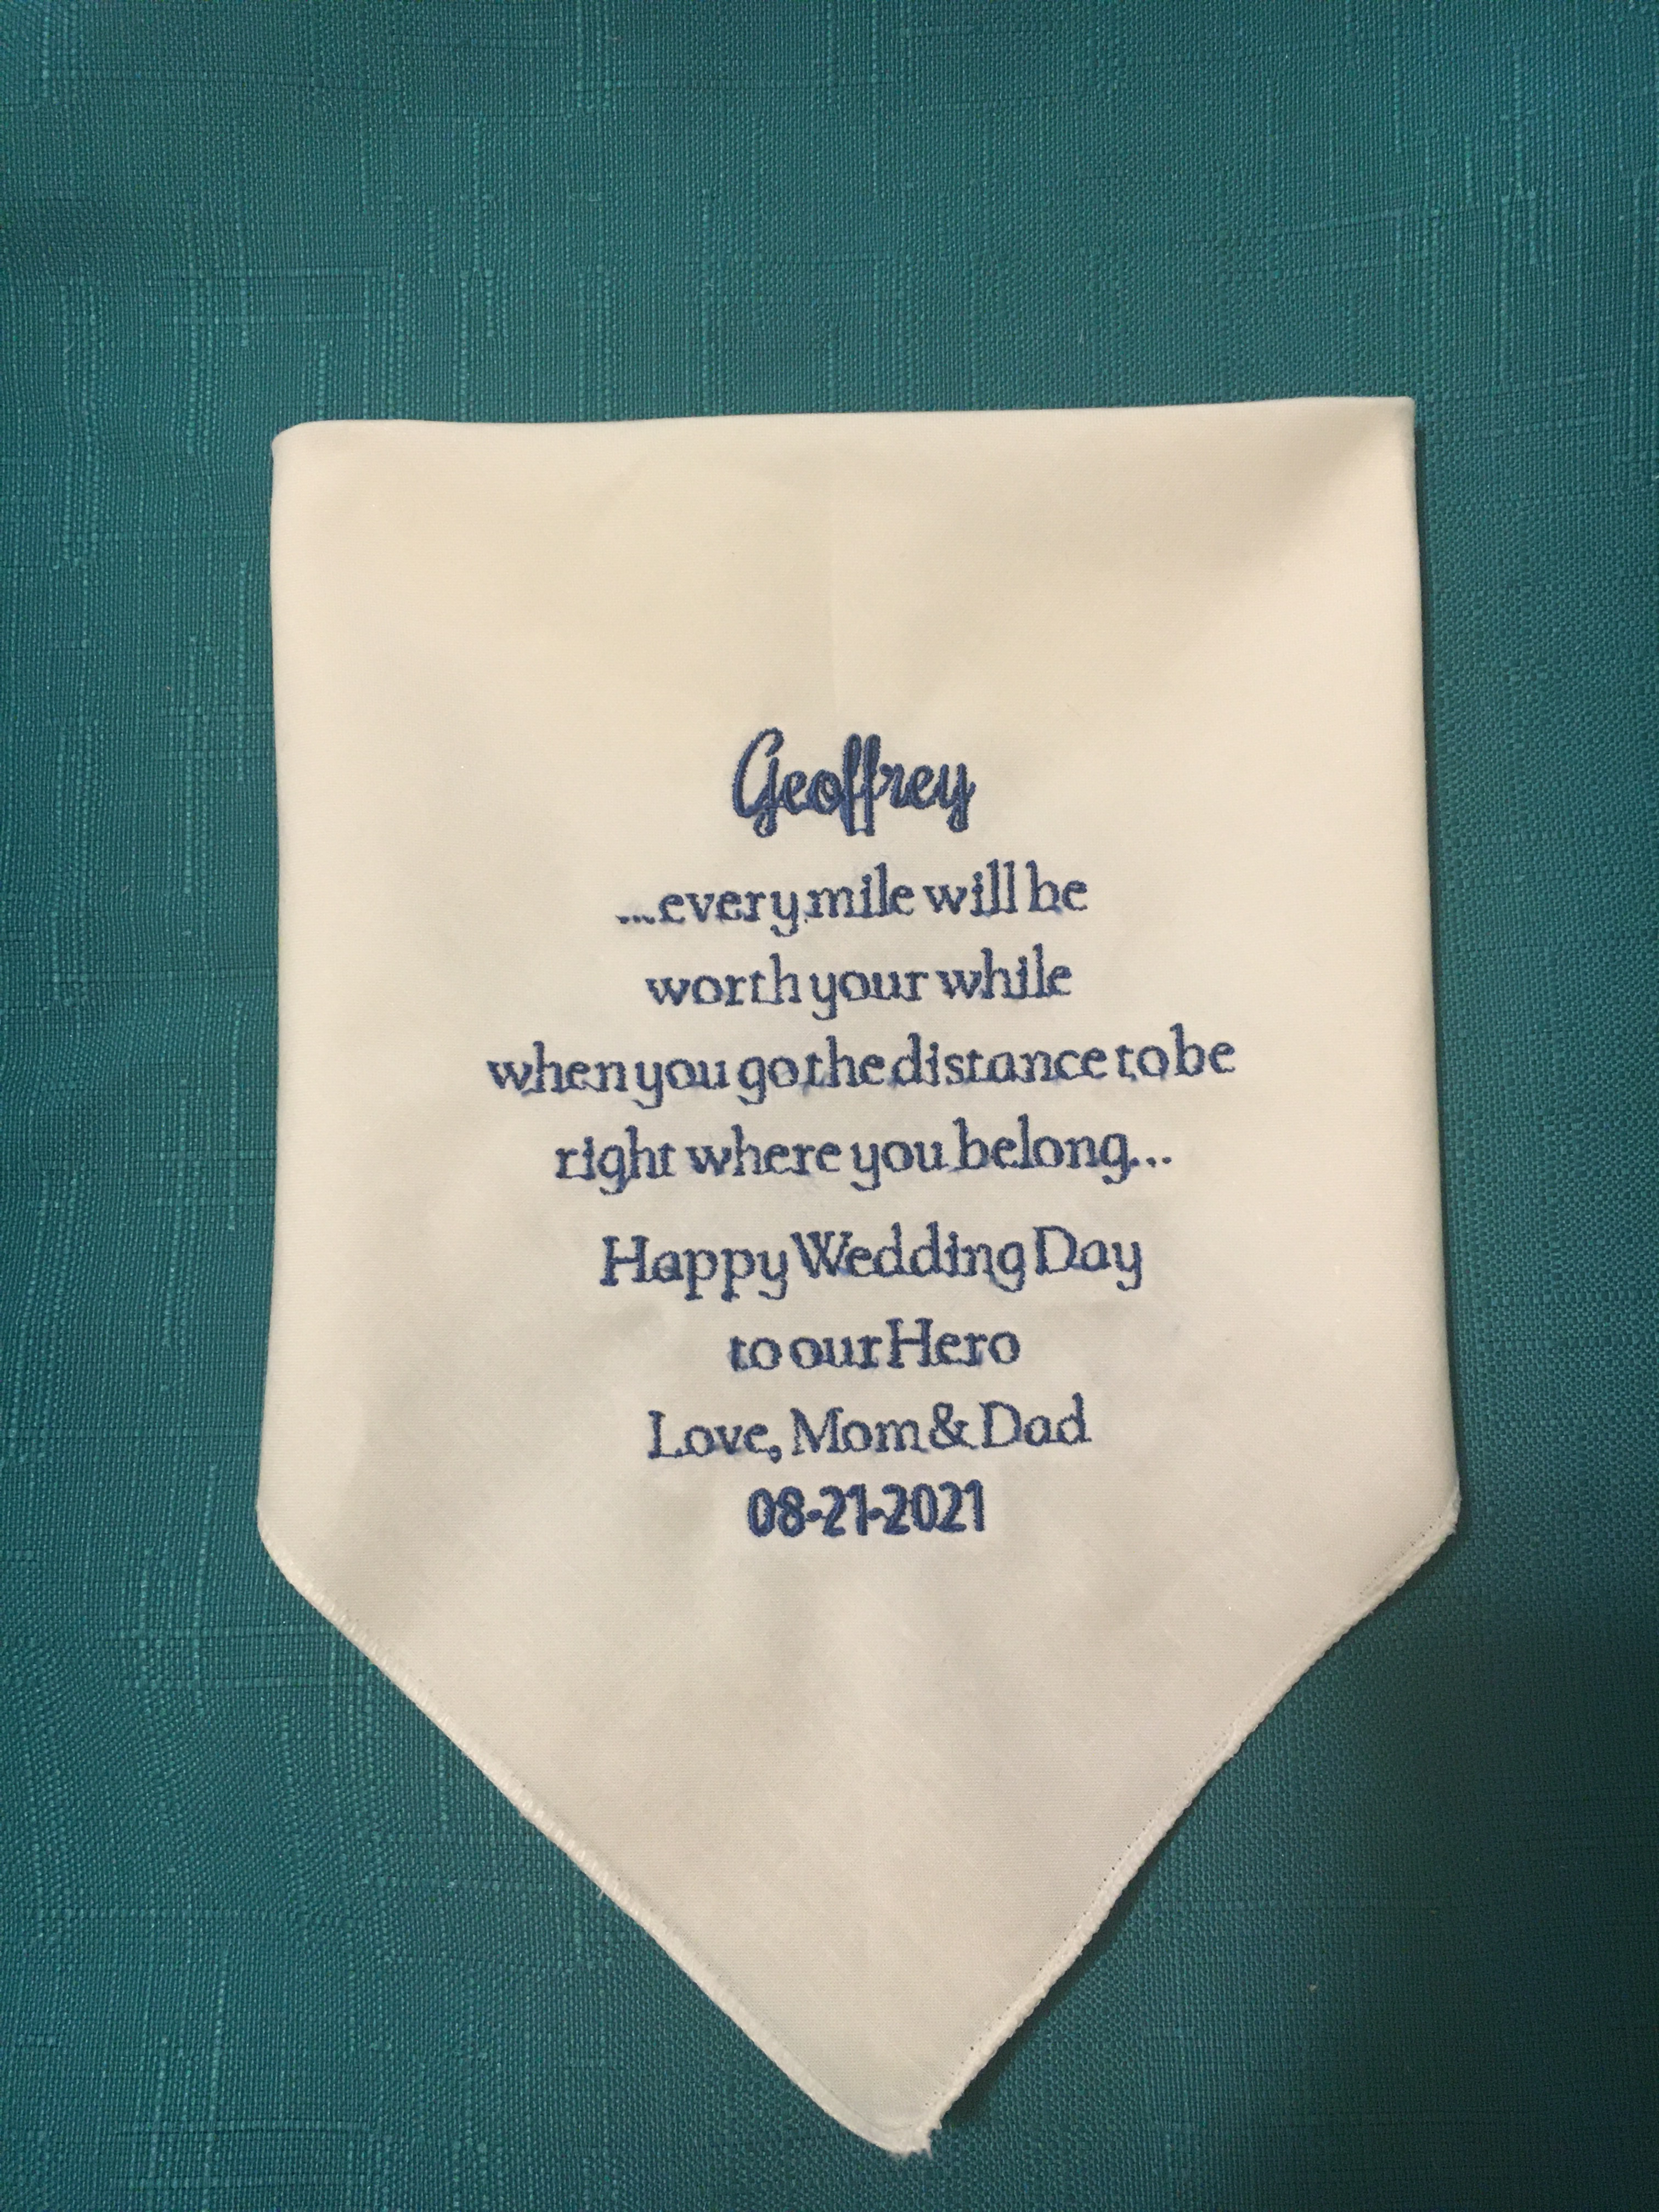 Geoffrey
...every mile will be
worth your while
when you go the distance to be
right where you belong...
Happy Wedding Day
to our Hero
Love, Mom & Dad
08-21-2021